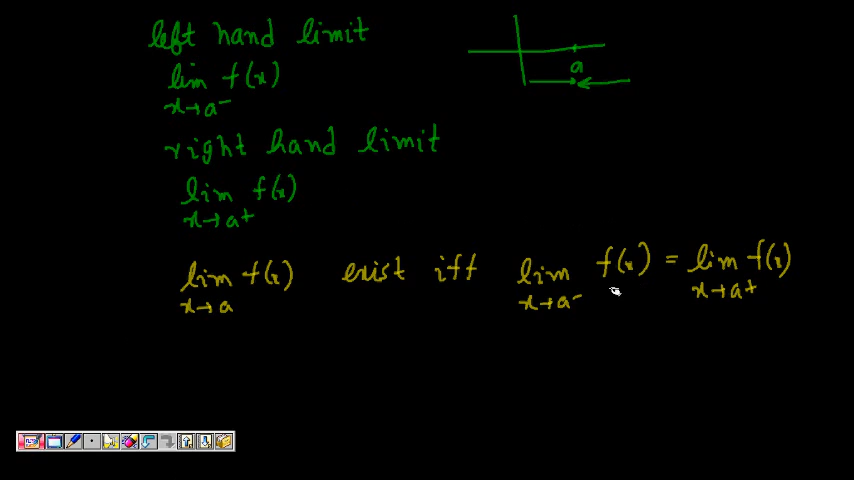 left hand limit
lim f(x)
x→a⁻
a
right hand limit
lim f(x)
x→a+
lim f(x) exist iff lim f(x) = lim f(x)
x→a x→a⁻ x→a+